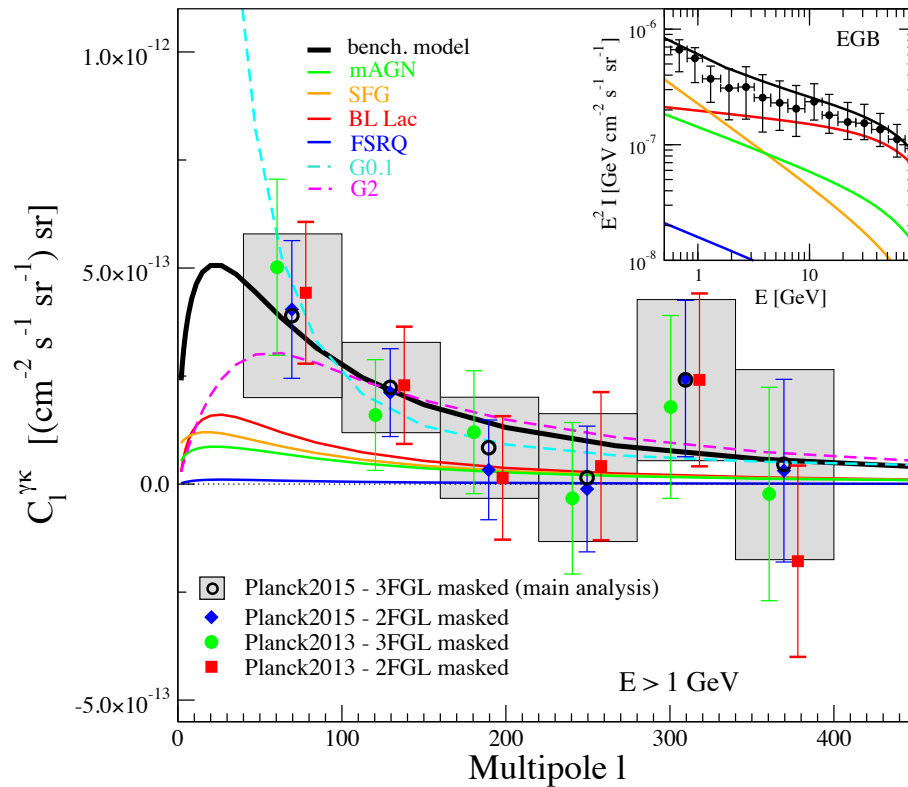 1.0×10⁻¹²
5.0×10⁻¹³
0.0
-5.0×10⁻¹³
C_l^γκ [(cm⁻² s⁻¹ sr⁻¹) sr]
bench. model
mAGN
SFG
BL Lac
FSRQ
G0.1
G2
EGB
10⁻⁶
10⁻⁷
10⁻⁸
E² I [GeV cm⁻² s⁻¹ sr⁻¹]
1 10
E [GeV]
Planck2015 - 3FGL masked (main analysis)
Planck2015 - 2FGL masked
Planck2013 - 3FGL masked
Planck2013 - 2FGL masked
E > 1 GeV
0 100 200 300 400
Multipole l